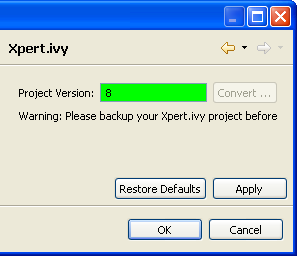 Xpert.ivy
Project Version: 8 Convert ...
Warning: Please backup your Xpert.ivy project before
Restore Defaults Apply
OK Cancel